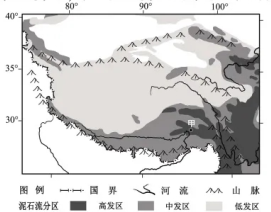 80° 90° 100°
40°
35°
30°
甲
图 例 国 界 河 流 山 脉
泥石流分区 高发区 中发区 低发区